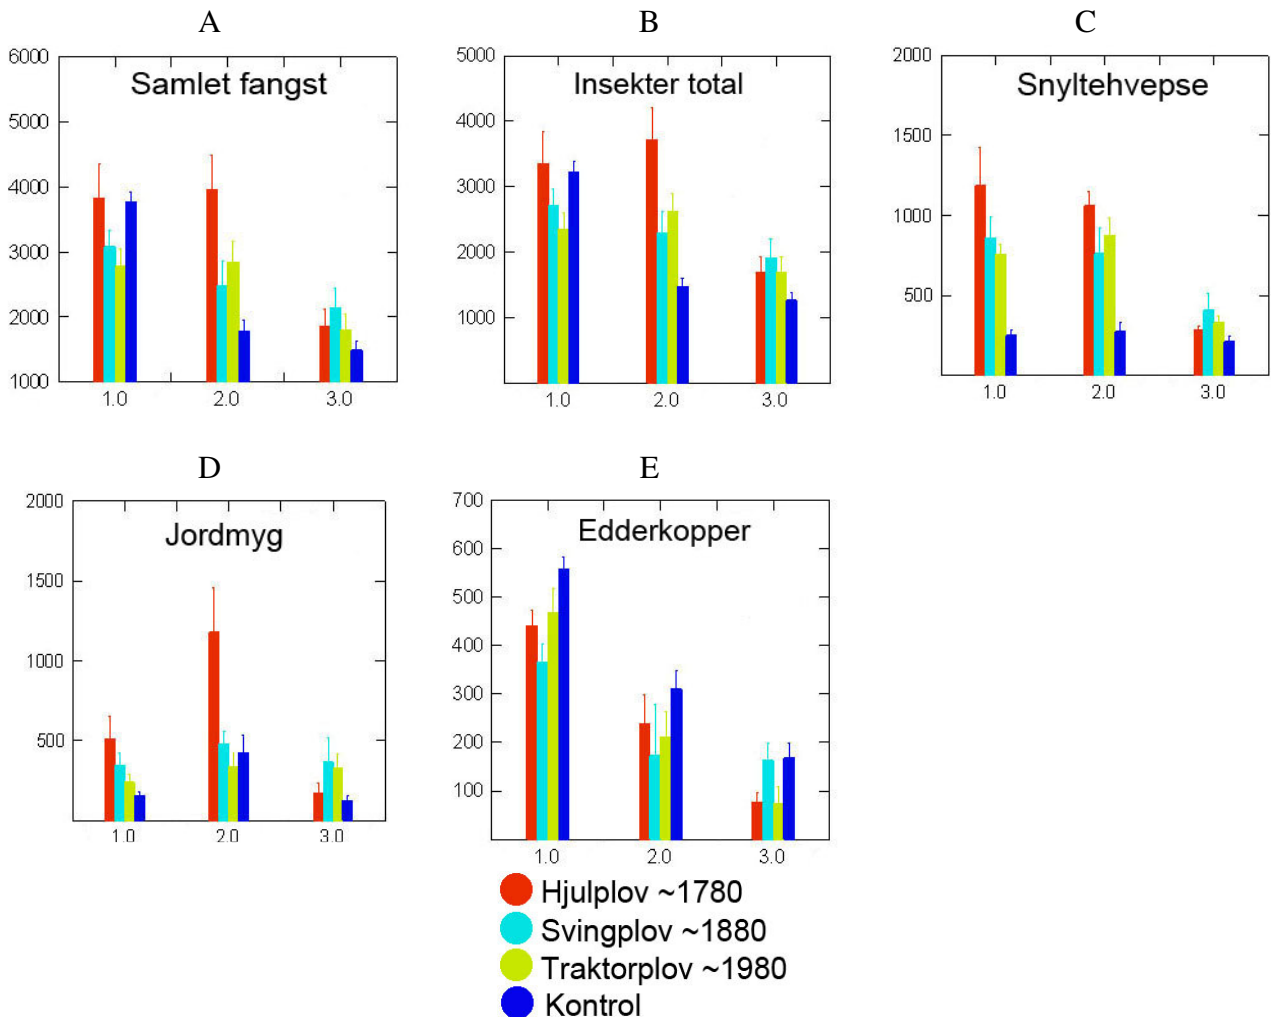 A
B
C
6000
5000
4000
3000
2000
1000
Samlet fangst
1.0
2.0
3.0
5000
4000
3000
2000
1000
Insekter total
1.0
2.0
3.0
2000
1500
1000
500
Snyltehvepse
1.0
2.0
3.0
D
E
2000
1500
1000
500
Jordmyg
1.0
2.0
3.0
700
600
500
400
300
200
100
Edderkopper
1.0
2.0
3.0
Hjulplov ~1780
Svingplov ~1880
Traktorplov ~1980
Kontrol